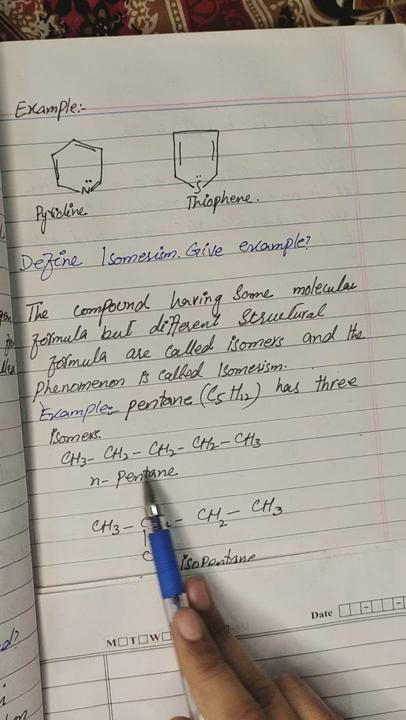 Example:-
N
S
Pyridine
Thiophene.
Define Isomerism. Give example?
The compound having Some molecular
formula but different Structural
formula are called isomers and the
phenomenon is called Isomerism.
Example:- pentane (C5H12) has three
isomers.
CH3- CH2- CH2- CH2- CH3
n- Pentane
CH3- CH2- CH3
isoPentane
Date
M T W